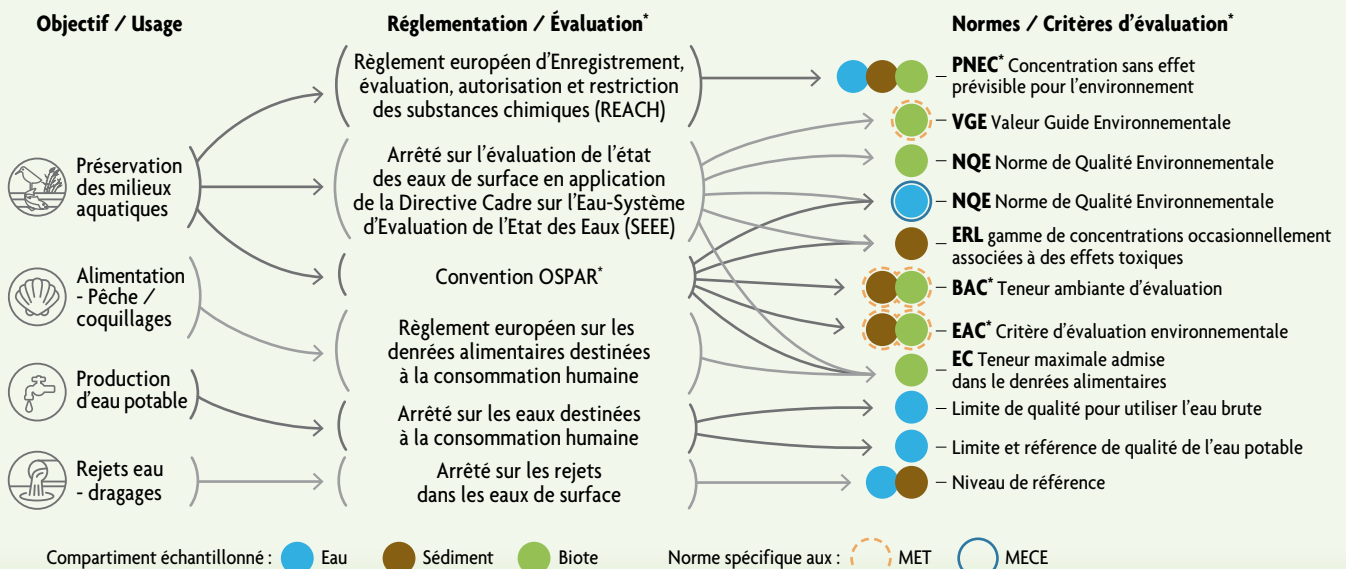 Objectif / Usage
Réglementation / Évaluation*
Normes / Critères d'évaluation*
Préservation
des milieux
aquatiques
Alimentation
- Pêche /
coquillages
Production
d'eau potable
Rejets eau
- dragages
Règlement européen d'Enregistrement,
évaluation, autorisation et restriction
des substances chimiques (REACH)
Arrêté sur l'évaluation de l'état
des eaux de surface en application
de la Directive Cadre sur l'Eau-Système
d'Evaluation de l'Etat des Eaux (SEEE)
Convention OSPAR*
Règlement européen sur les
denrées alimentaires destinées
à la consommation humaine
Arrêté sur les eaux destinées
à la consommation humaine
Arrêté sur les rejets
dans les eaux de surface
– PNEC* Concentration sans effet
prévisible pour l'environnement
– VGE Valeur Guide Environnementale
– NQE Norme de Qualité Environnementale
– NQE Norme de Qualité Environnementale
– ERL gamme de concentrations occasionnellement
associées à des effets toxiques
– BAC* Teneur ambiante d'évaluation
– EAC* Critère d'évaluation environnementale
– EC Teneur maximale admise
dans le denrées alimentaires
– Limite de qualité pour utiliser l'eau brute
– Limite et référence de qualité de l'eau potable
– Niveau de référence
Compartiment échantillonné : Eau Sédiment Biote Norme spécifique aux : MET MECE